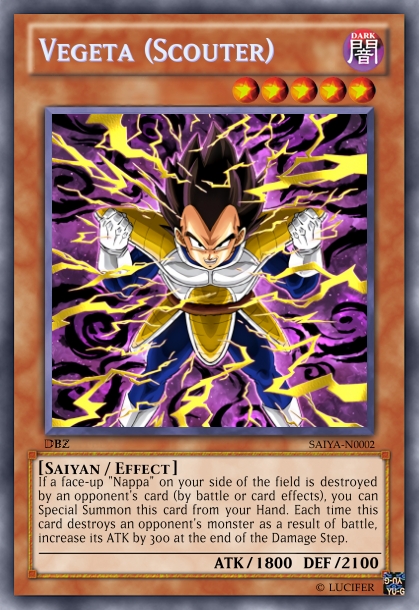 VEGETA (SCOUTER)
DARK
闇
DBZ
SAIYA-N0002
[SAIYAN / EFFECT]
If a face-up "Nappa" on your side of the field is destroyed
by an opponent's card (by battle or card effects), you can
Special Summon this card from your Hand. Each time this
card destroys an opponent's monster as a result of battle,
increase its ATK by 300 at the end of the Damage Step.
ATK/1800 DEF/2100
© LUCIFER